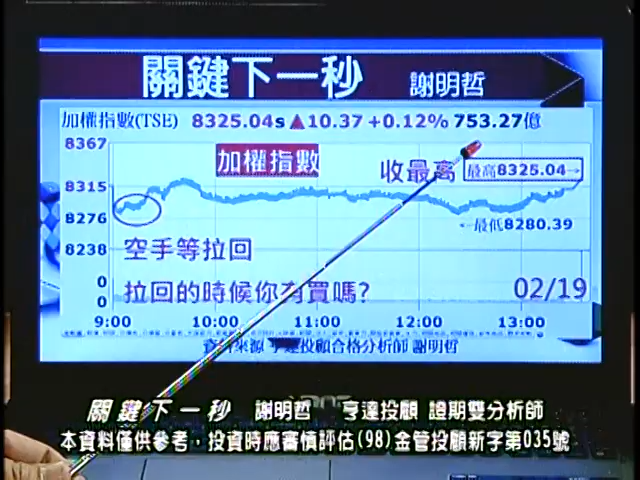 關鍵下一秒 謝明哲
加權指數(TSE) 8325.04s ▲10.37 +0.12% 753.27億
8367
加權指數
收最高
最高8325.04→
8315
8276
←最低8280.39
8238
空手等拉回
0
拉回的時候你有買嗎?
02/19
0
9:00 10:00 11:00 12:00 13:00
資料來源 亨達投顧合格分析師 謝明哲
關鍵下一秒 謝明哲 亨達投顧 證期雙分析師
本資料僅供參考，投資時應審慎評估(98)金管投顧新字第035號